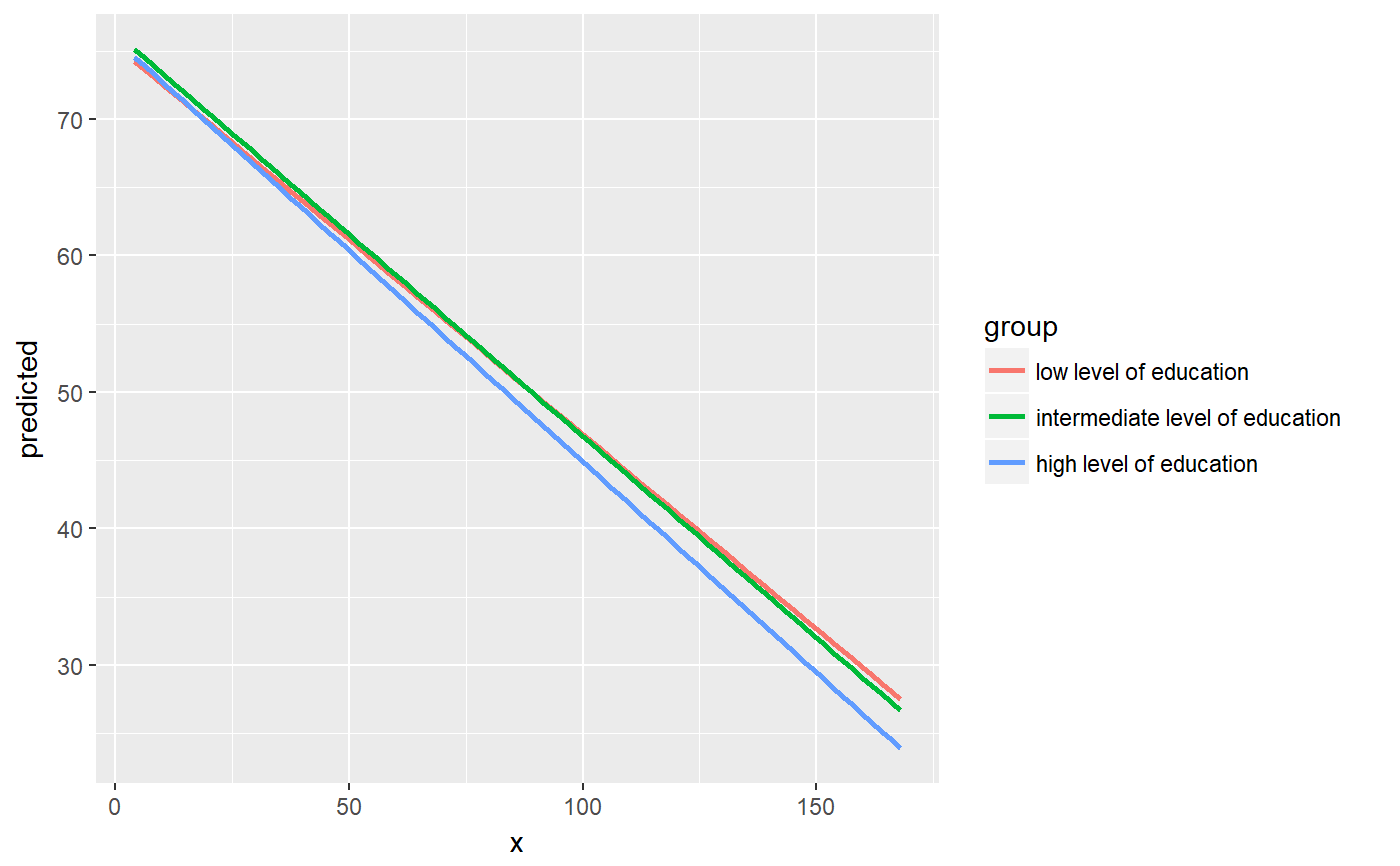 predicted
70
60
50
40
30
0
50
100
150
x
group
low level of education
intermediate level of education
high level of education